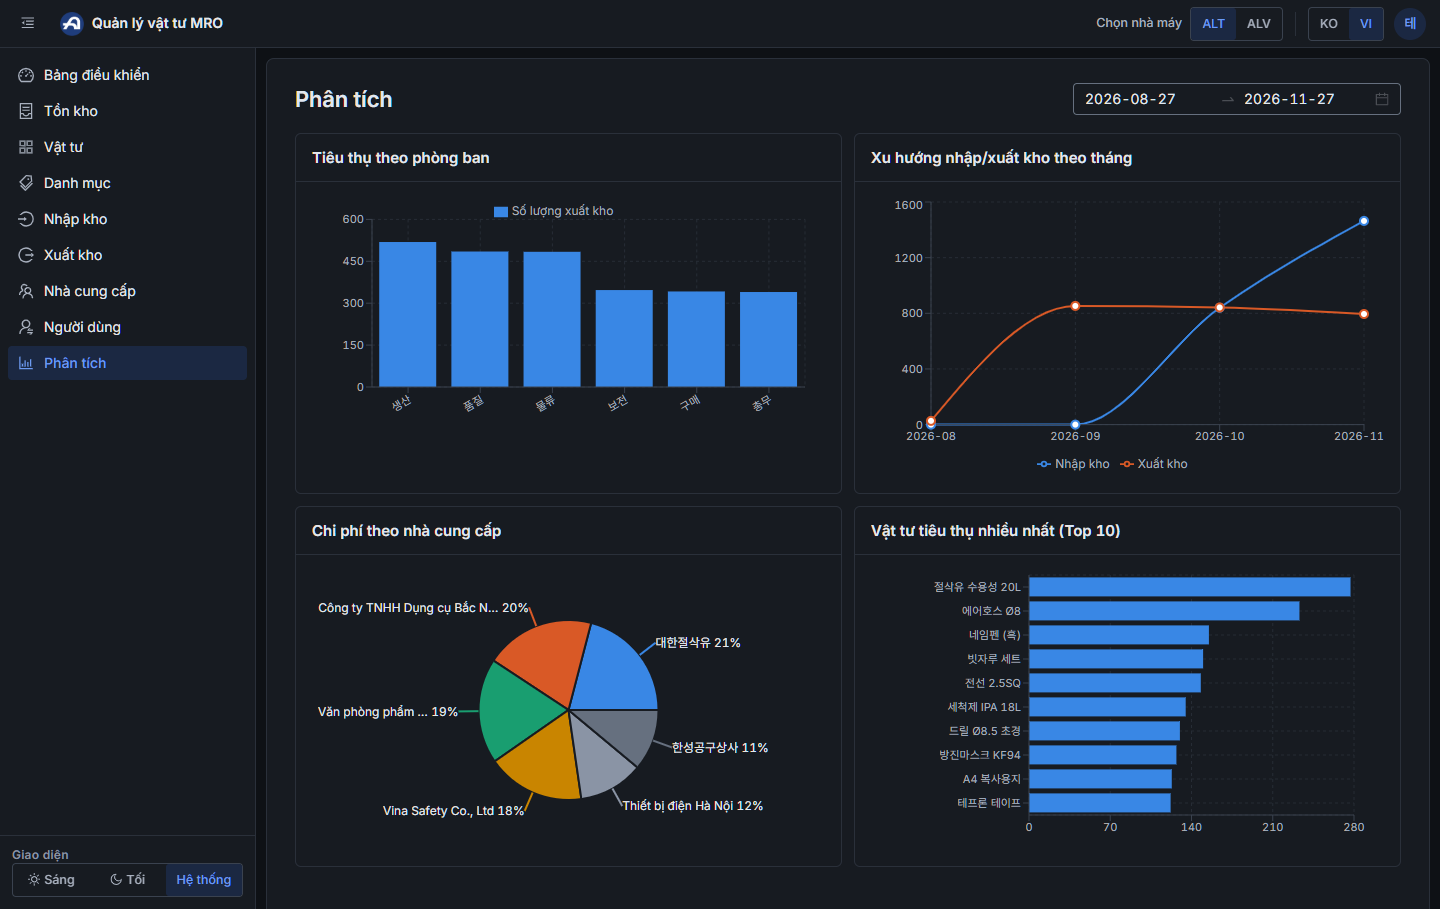 Quản lý vật tư MRO
Chọn nhà máy
ALT
ALV
KO
VI
테
Bảng điều khiển
Tồn kho
Vật tư
Danh mục
Nhập kho
Xuất kho
Nhà cung cấp
Người dùng
Phân tích
Giao diện
Sáng
Tối
Hệ thống
Phân tích
2026-08-27
2026-11-27
Tiêu thụ theo phòng ban
Số lượng xuất kho
600
450
300
150
0
생산
품질
물류
보전
구매
총무
Xu hướng nhập/xuất kho theo tháng
1600
1200
800
400
0
2026-08
2026-09
2026-10
2026-11
Nhập kho
Xuất kho
Chi phí theo nhà cung cấp
Công ty TNHH Dụng cụ Bắc N... 20%
대한절삭유 21%
Văn phòng phẩm ... 19%
한성공구상사 11%
Vina Safety Co., Ltd 18%
Thiết bị điện Hà Nội 12%
Vật tư tiêu thụ nhiều nhất (Top 10)
절삭유 수용성 20L
에어호스 Ø8
네임펜 (흑)
빗자루 세트
전선 2.5SQ
세척제 IPA 18L
드릴 Ø8.5 초경
방진마스크 KF94
A4 복사용지
테프론 테이프
0
70
140
210
280